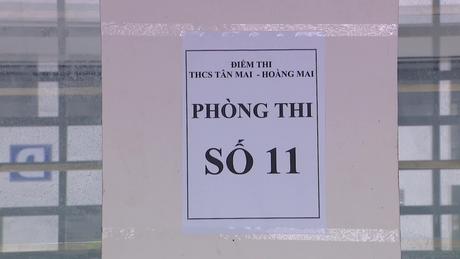 ĐIỂM THI
THCS TÂN MAI - HOÀNG MAI
PHÒNG THI
SỐ 11